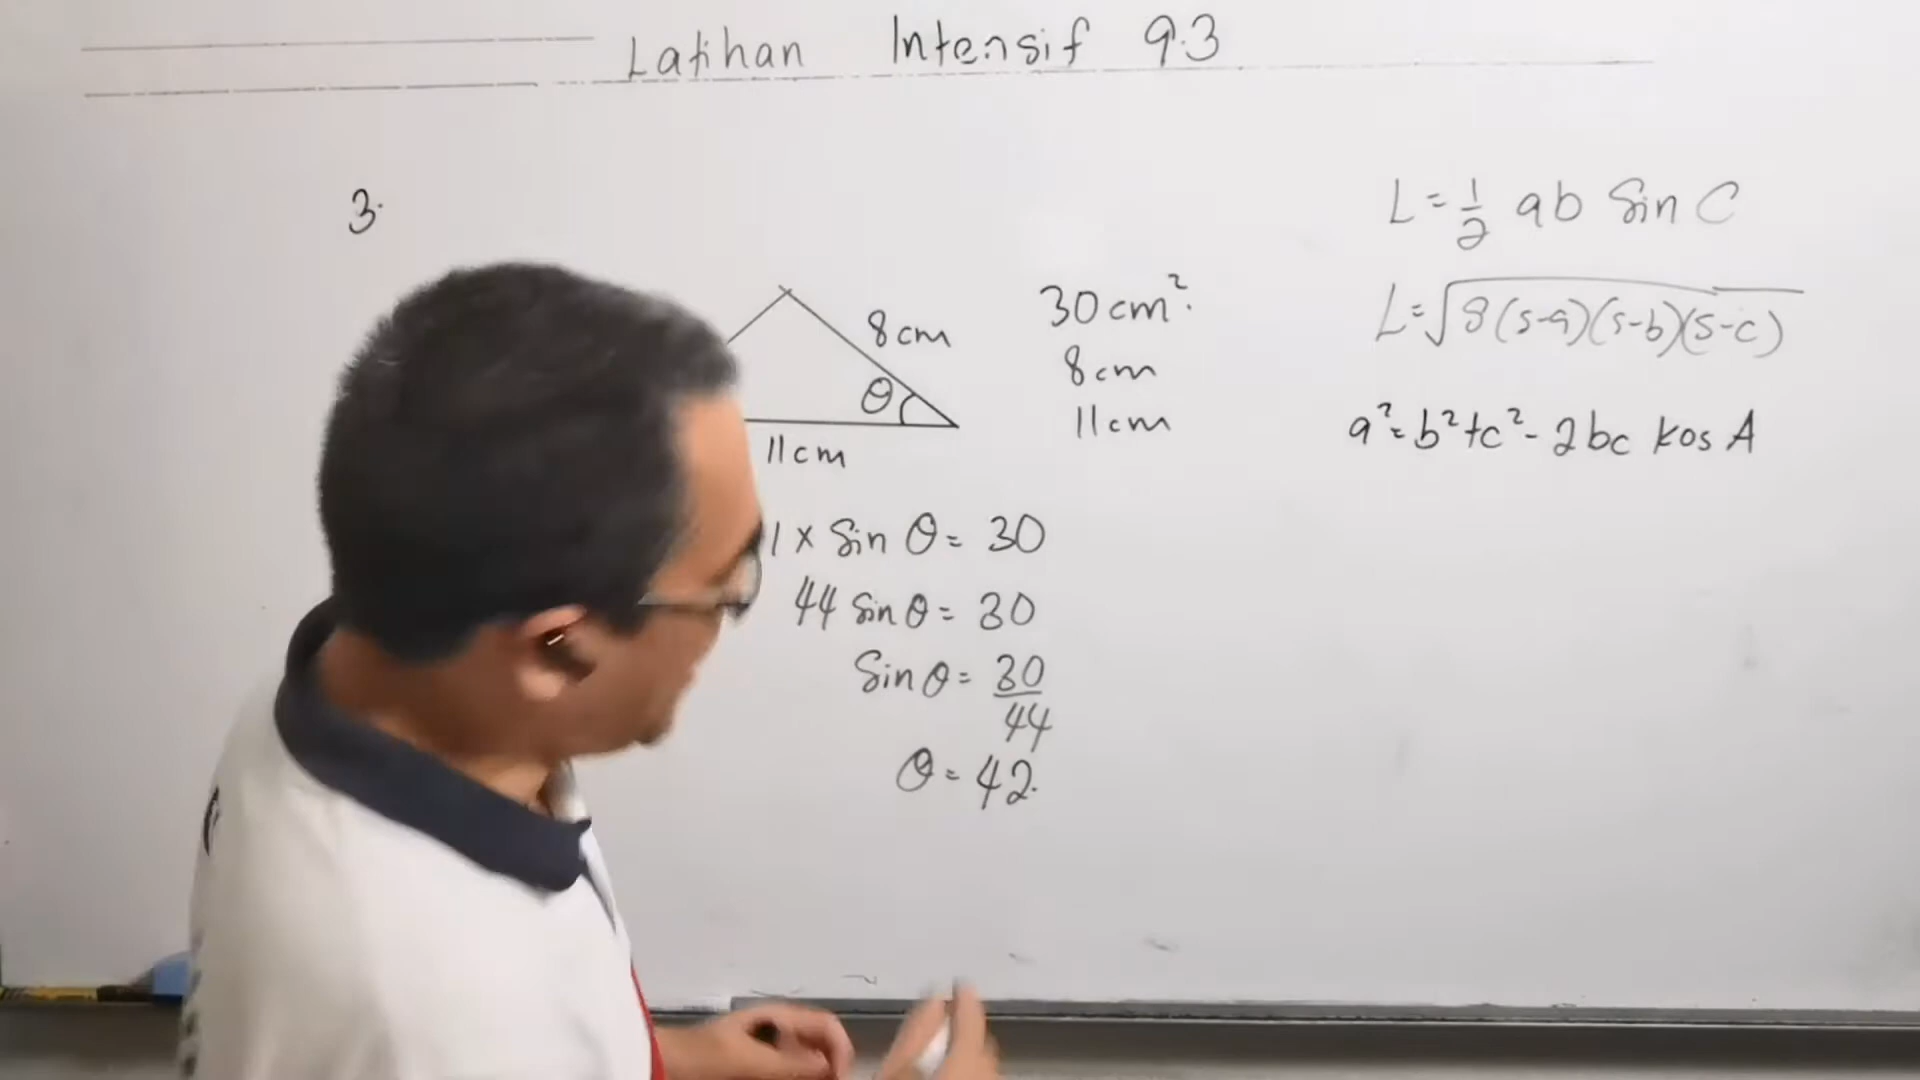 Latihan Intensif 9.3
3.
8cm
θ
11cm
30cm².
8cm
11cm
L = 1/2 ab Sin C
L = √8(s-a)(s-b)(s-c)
a² = b² + c² - 2bc kos A
1 × Sin θ = 30
44 Sin θ = 30
Sin θ = 30/44
θ = 42.